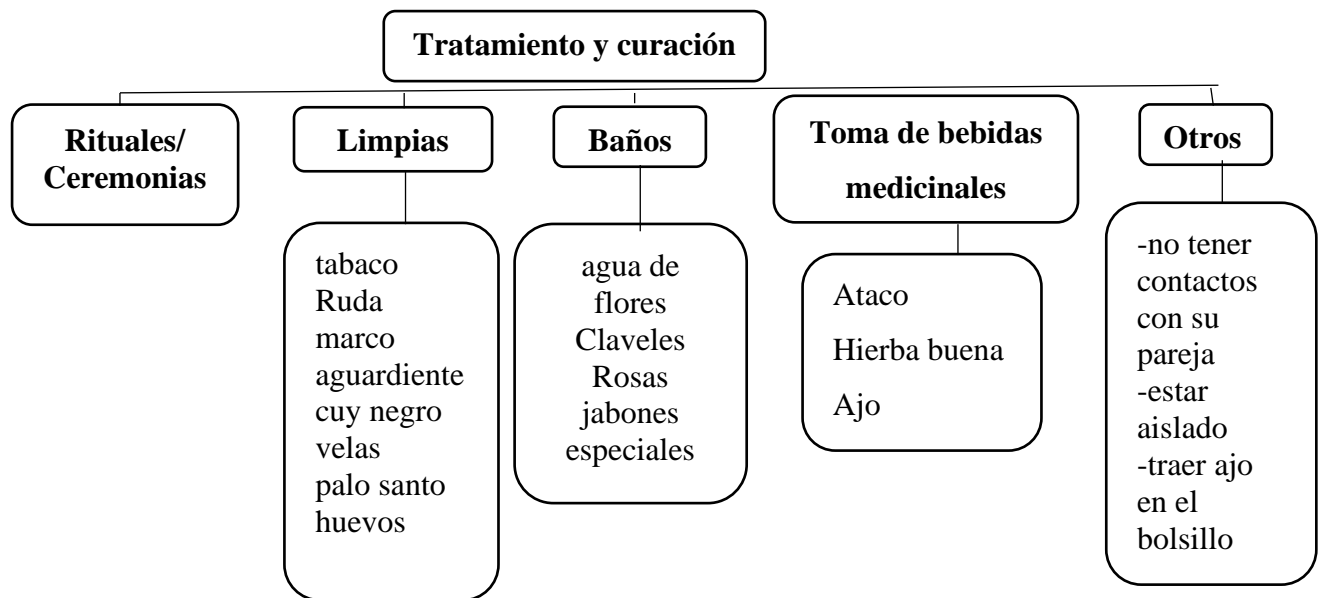 Tratamiento y curación
Rituales/
Ceremonias
Limpias
tabaco
Ruda
marco
aguardiente
cuy negro
velas
palo santo
huevos
Baños
agua de
flores
Claveles
Rosas
jabones
especiales
Toma de bebidas
medicinales
Ataco
Hierba buena
Ajo
Otros
-no tener
contactos
con su
pareja
-estar
aislado
-traer ajo
en el
bolsillo